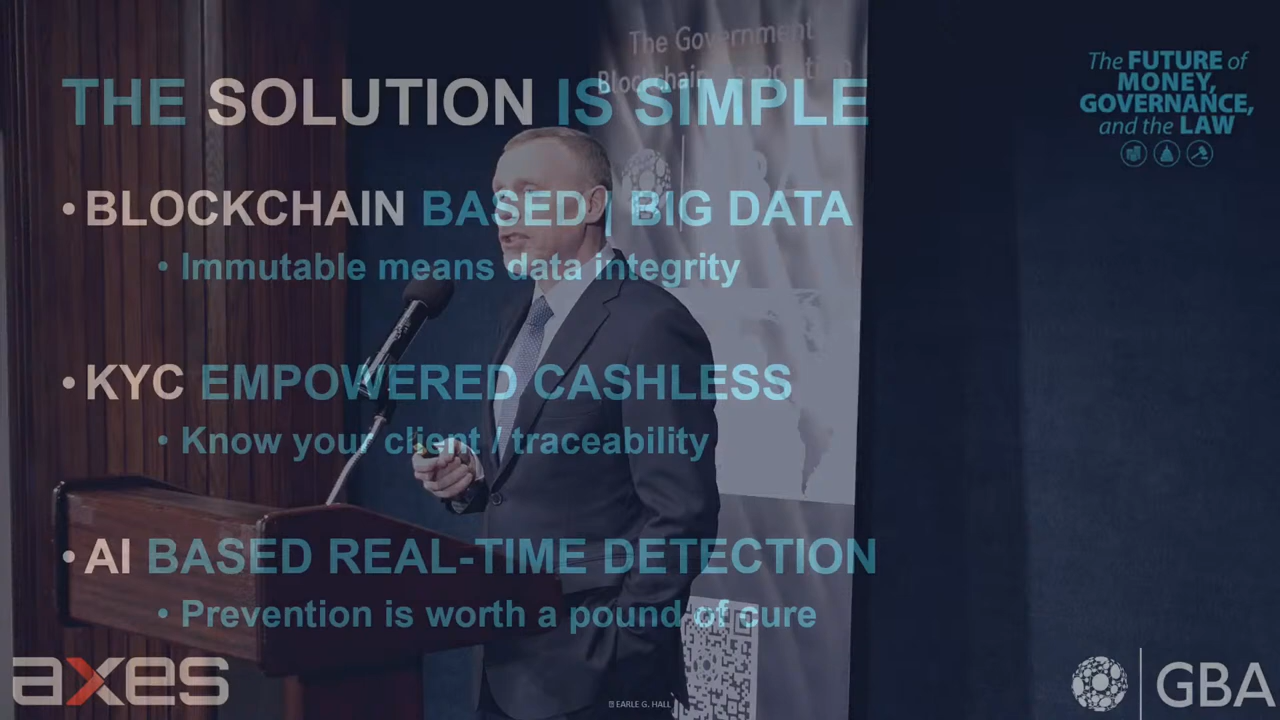 The Government
Blockchain Association
The FUTURE of
MONEY,
GOVERNANCE,
and the LAW
THE SOLUTION IS SIMPLE
•BLOCKCHAIN BASED | BIG DATA
• Immutable means data integrity
•KYC EMPOWERED CASHLESS
• Know your client / traceability
•AI BASED REAL-TIME DETECTION
• Prevention is worth a pound of cure
axes
EARLE G. HALL
GBA